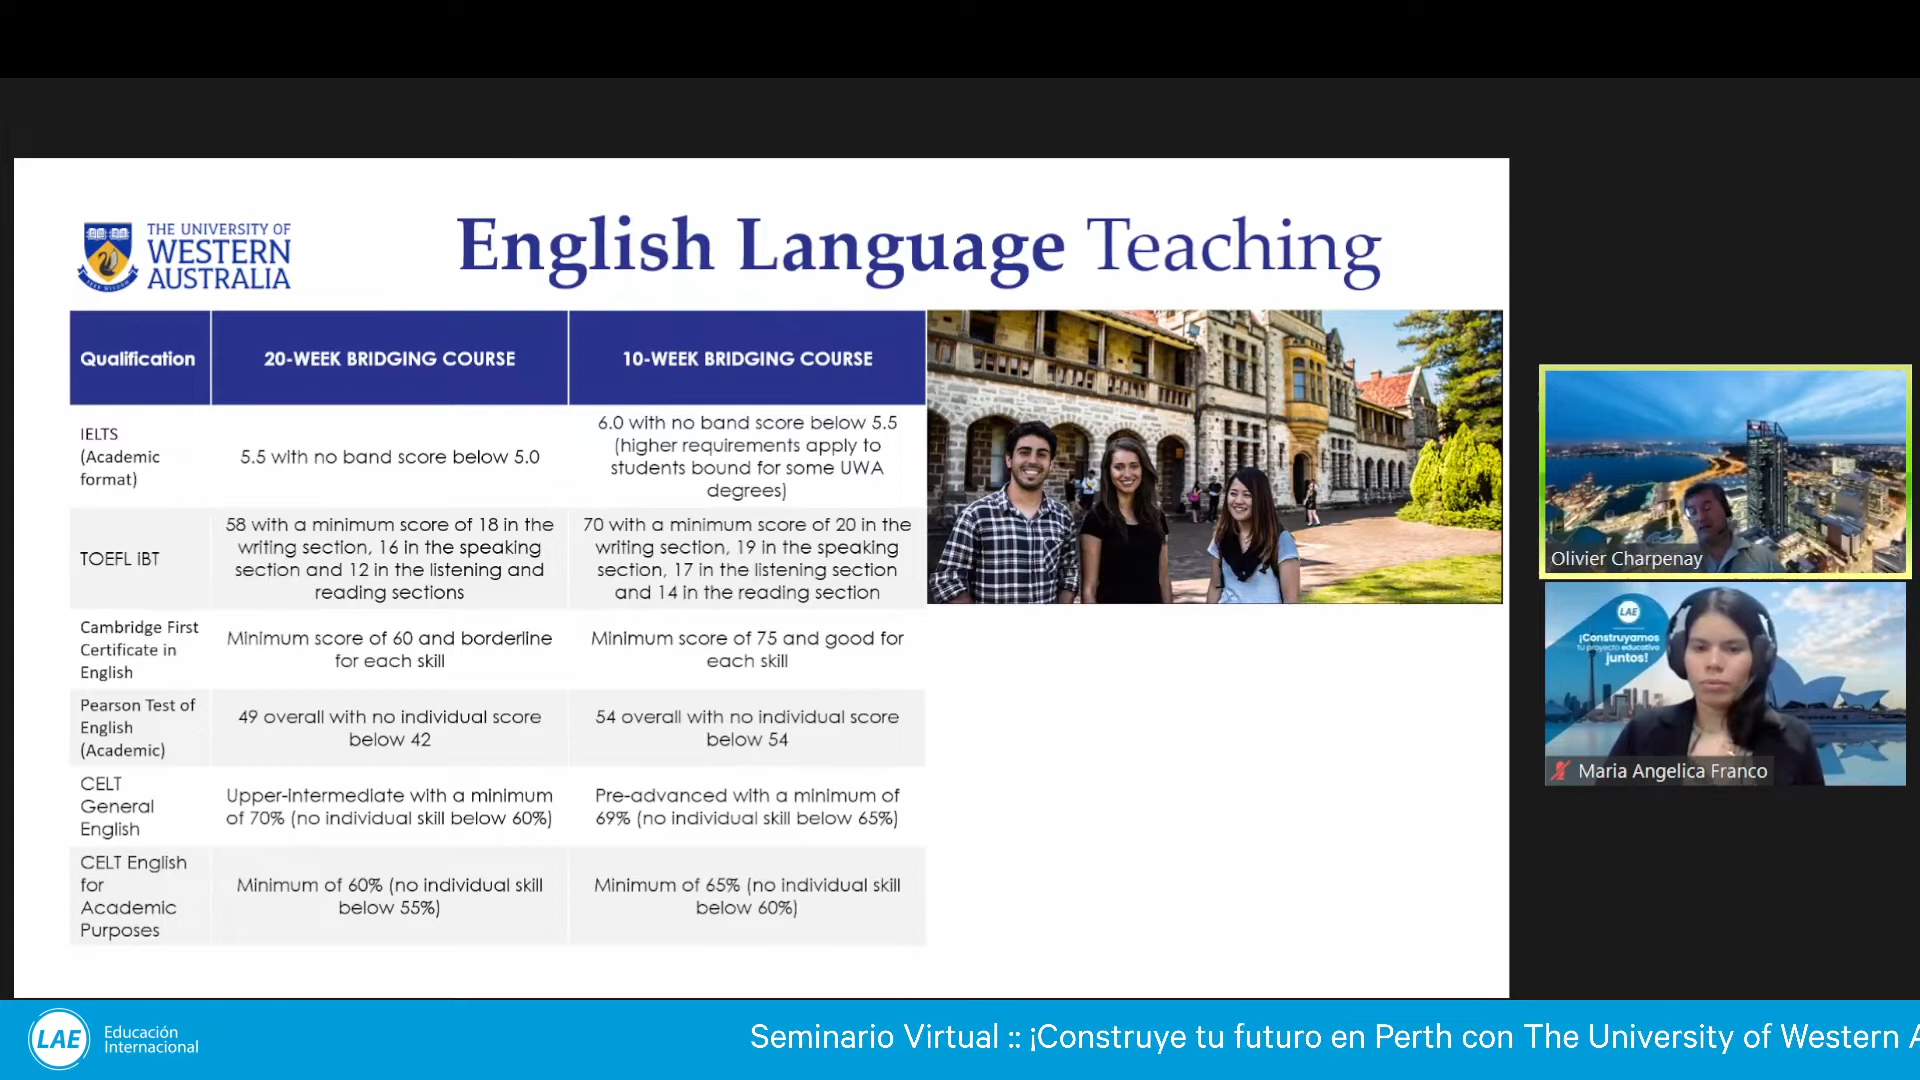 THE UNIVERSITY OF
WESTERN
AUSTRALIA
English Language Teaching
Qualification
20-WEEK BRIDGING COURSE
10-WEEK BRIDGING COURSE
IELTS
(Academic
format)
5.5 with no band score below 5.0
6.0 with no band score below 5.5
(higher requirements apply to
students bound for some UWA
degrees)
TOEFL iBT
58 with a minimum score of 18 in the
writing section, 16 in the speaking
section and 12 in the listening and
reading sections
70 with a minimum score of 20 in the
writing section, 19 in the speaking
section, 17 in the listening section
and 14 in the reading section
Cambridge First
Certificate in
English
Minimum score of 60 and borderline
for each skill
Minimum score of 75 and good for
each skill
Pearson Test of
English
(Academic)
49 overall with no individual score
below 42
54 overall with no individual score
below 54
CELT
General
English
Upper-intermediate with a minimum
of 70% (no individual skill below 60%)
Pre-advanced with a minimum of
69% (no individual skill below 65%)
CELT English
for
Academic
Purposes
Minimum of 60% (no individual skill
below 55%)
Minimum of 65% (no individual skill
below 60%)
Olivier Charpenay
LAE
¡Construyamos
tu proyecto educativo
juntos!
Maria Angelica Franco
LAE
Educación
Internacional
Seminario Virtual :: ¡Construye tu futuro en Perth con The University of Western A